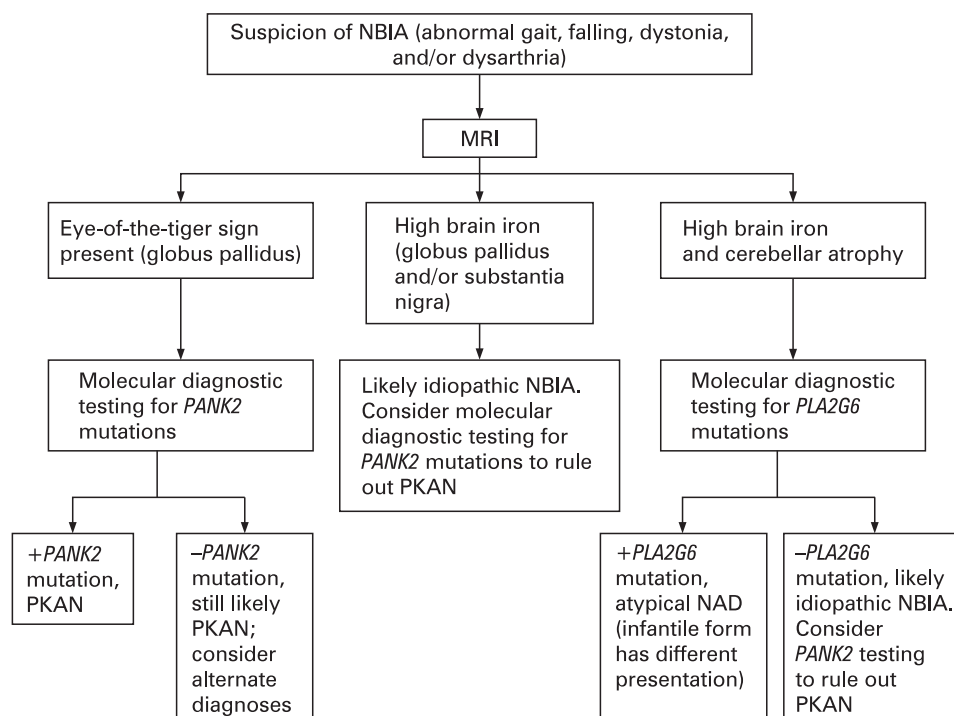 Suspicion of NBIA (abnormal gait, falling, dystonia,
and/or dysarthria)
MRI
Eye-of-the-tiger sign
present (globus pallidus)
High brain iron
(globus pallidus
and/or substantia
nigra)
High brain iron
and cerebellar atrophy
Molecular diagnostic
testing for PANK2
mutations
Likely idiopathic NBIA.
Consider molecular
diagnostic testing for
PANK2 mutations to rule
out PKAN
Molecular diagnostic
testing for PLA2G6
mutations
+PANK2
mutation,
PKAN
–PANK2
mutation,
still likely
PKAN;
consider
alternate
diagnoses
+PLA2G6
mutation,
atypical NAD
(infantile form
has different
presentation)
–PLA2G6
mutation, likely
idiopathic NBIA.
Consider
PANK2 testing
to rule out
PKAN